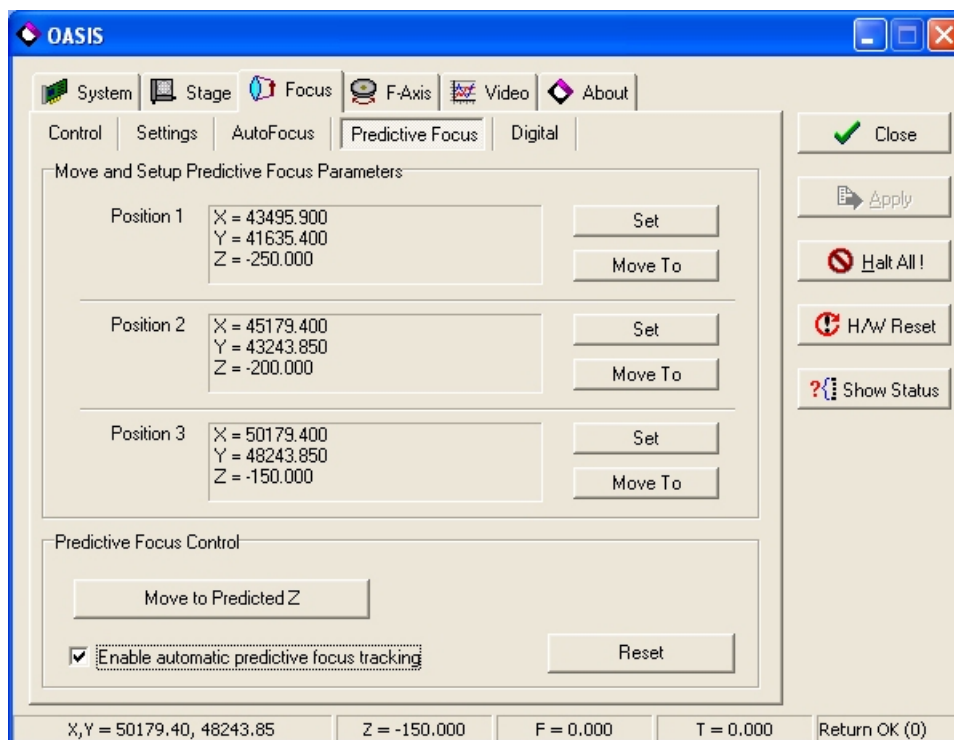 OASIS
System Stage Focus F-Axis Video About
Control Settings AutoFocus Predictive Focus Digital
Move and Setup Predictive Focus Parameters
Position 1
X = 43495.900
Y = 41635.400
Z = -250.000
Set
Move To
Position 2
X = 45179.400
Y = 43243.850
Z = -200.000
Set
Move To
Position 3
X = 50179.400
Y = 48243.850
Z = -150.000
Set
Move To
Predictive Focus Control
Move to Predicted Z
Enable automatic predictive focus tracking
Reset
Close
Apply
Halt All !
H/W Reset
?{ Show Status
X,Y = 50179.40, 48243.85 Z = -150.000 F = 0.000 T = 0.000 Return OK (0)